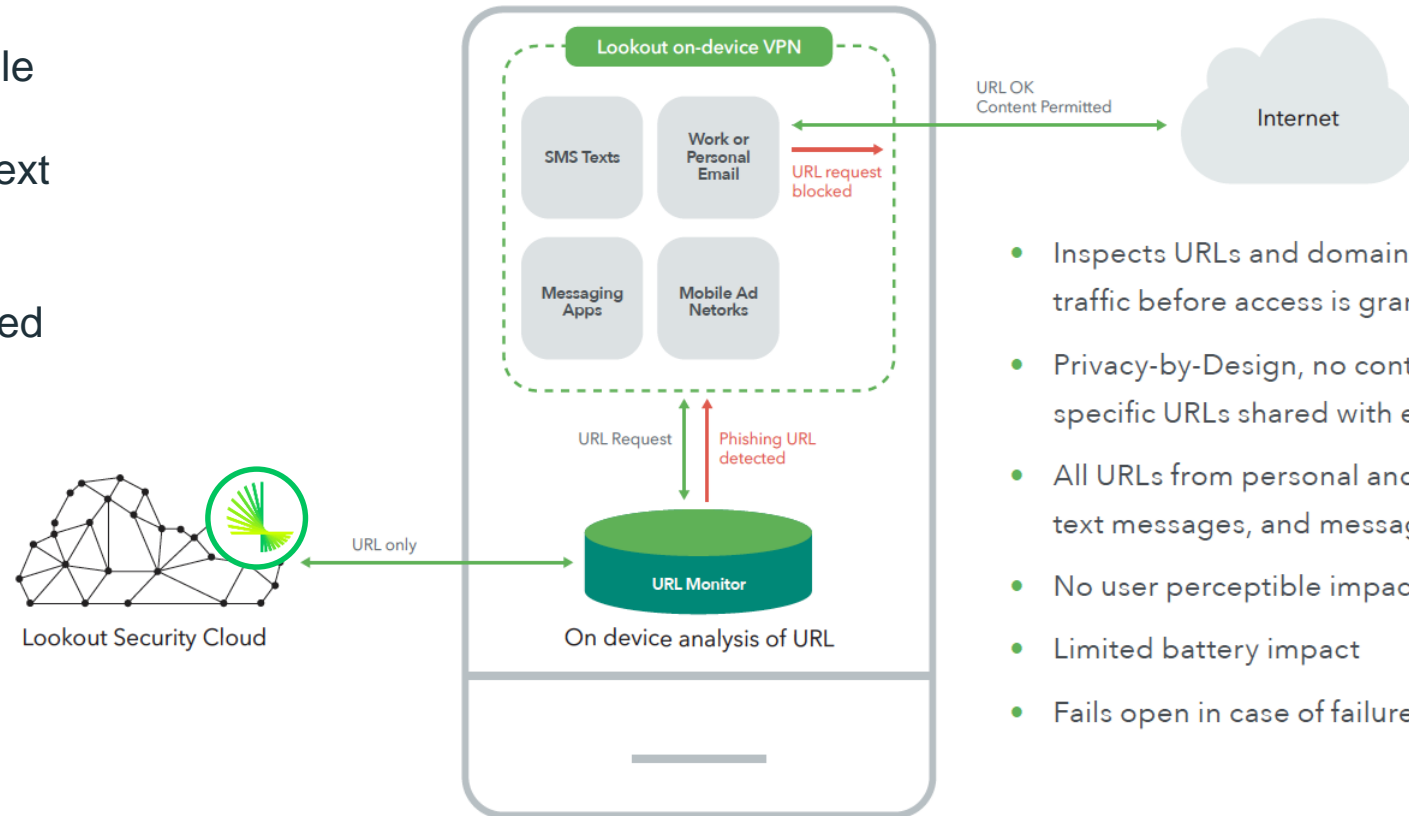 le
ext
ed
Lookout on-device VPN
SMS Texts
Work or
Personal
Email
Messaging
Apps
Mobile Ad
Netorks
URL request
blocked
URL OK
Content Permitted
Internet
URL Request
Phishing URL
detected
URL only
URL Monitor
On device analysis of URL
Lookout Security Cloud
Inspects URLs and domain
traffic before access is gran
Privacy-by-Design, no cont
specific URLs shared with e
All URLs from personal and
text messages, and messag
No user perceptible impac
Limited battery impact
Fails open in case of failure